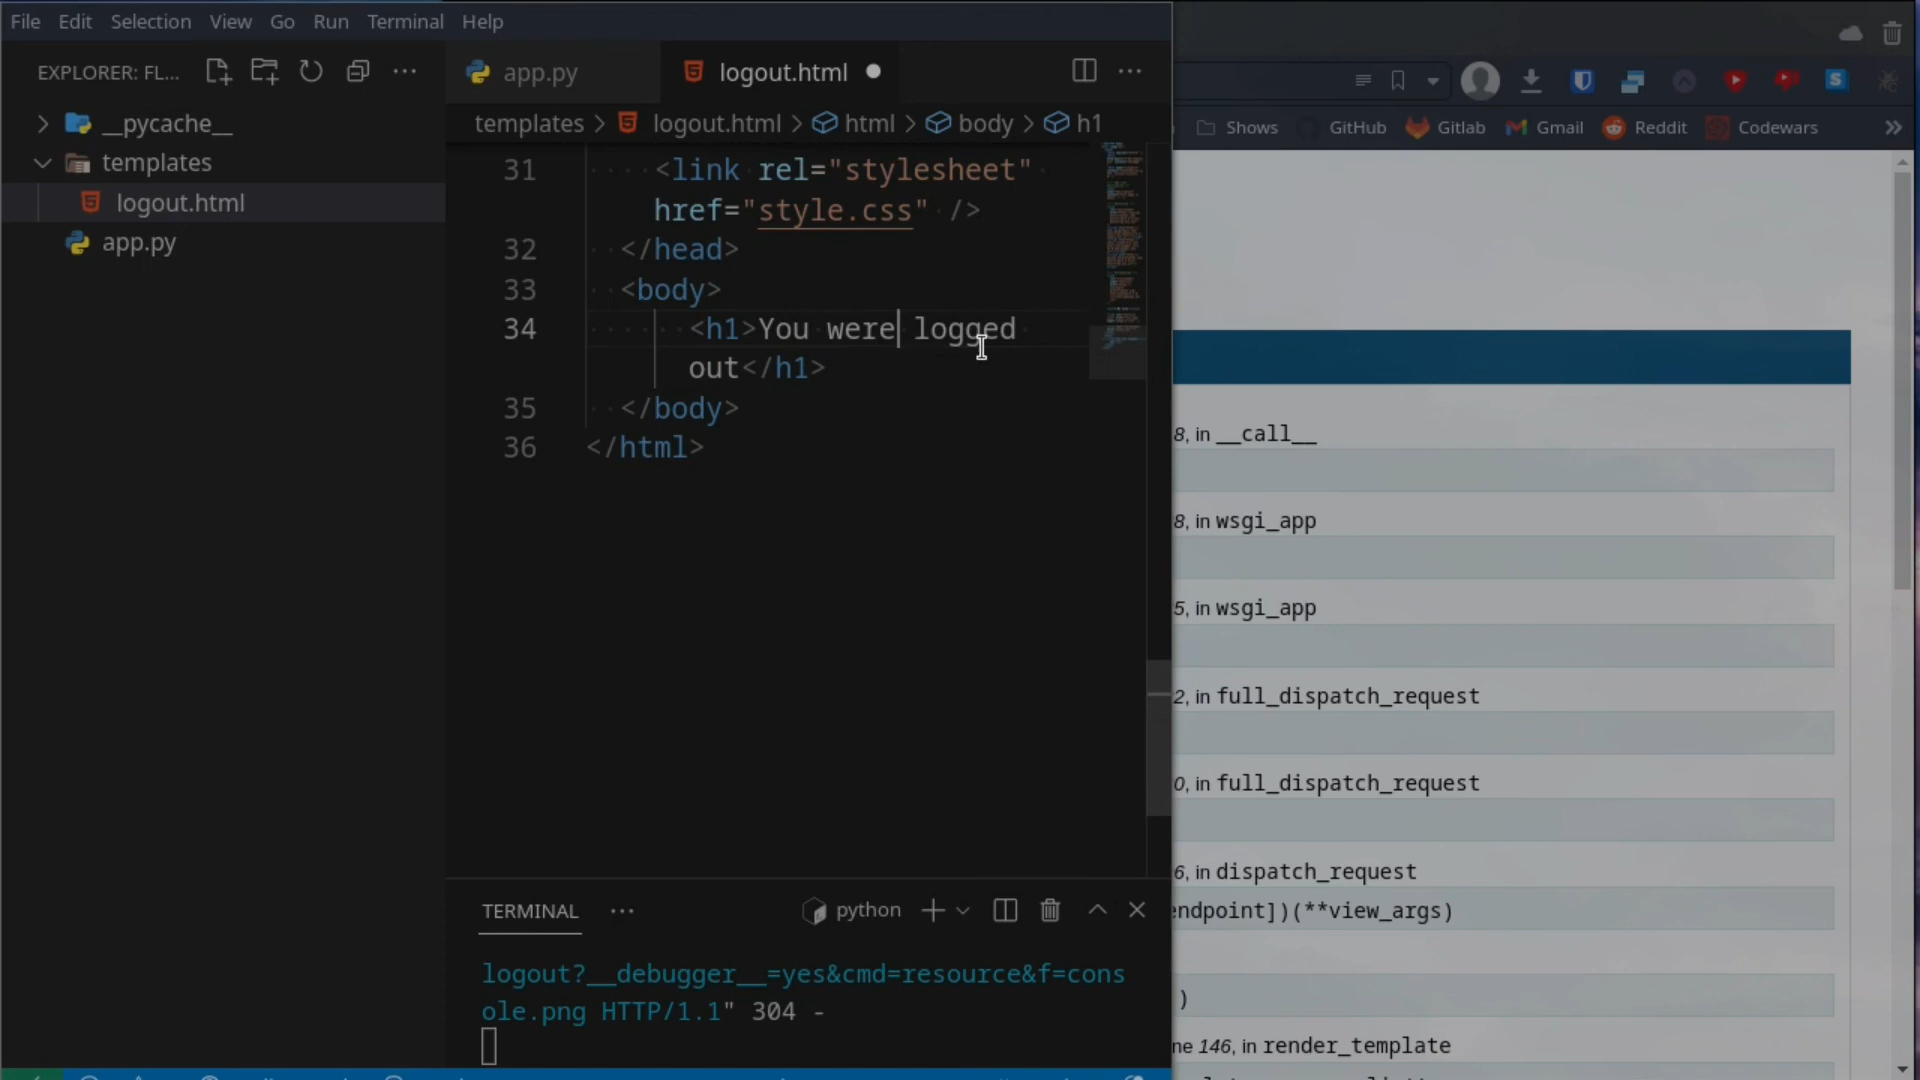 File Edit Selection View Go Run Terminal Help
EXPLORER: FL...
__pycache__
templates
logout.html
app.py
app.py
logout.html
templates > logout.html > html > body > h1
31 <link rel="stylesheet"
href="style.css" />
32 </head>
33 <body>
34 <h1>You were logged
out</h1>
35 </body>
36 </html>
TERMINAL
python
logout?__debugger__=yes&cmd=resource&f=cons
ole.png HTTP/1.1" 304 -
Shows GitHub Gitlab Gmail Reddit Codewars
8, in __call__
8, in wsgi_app
5, in wsgi_app
2, in full_dispatch_request
0, in full_dispatch_request
6, in dispatch_request
endpoint])(**view_args)
)
ne 146, in render_template